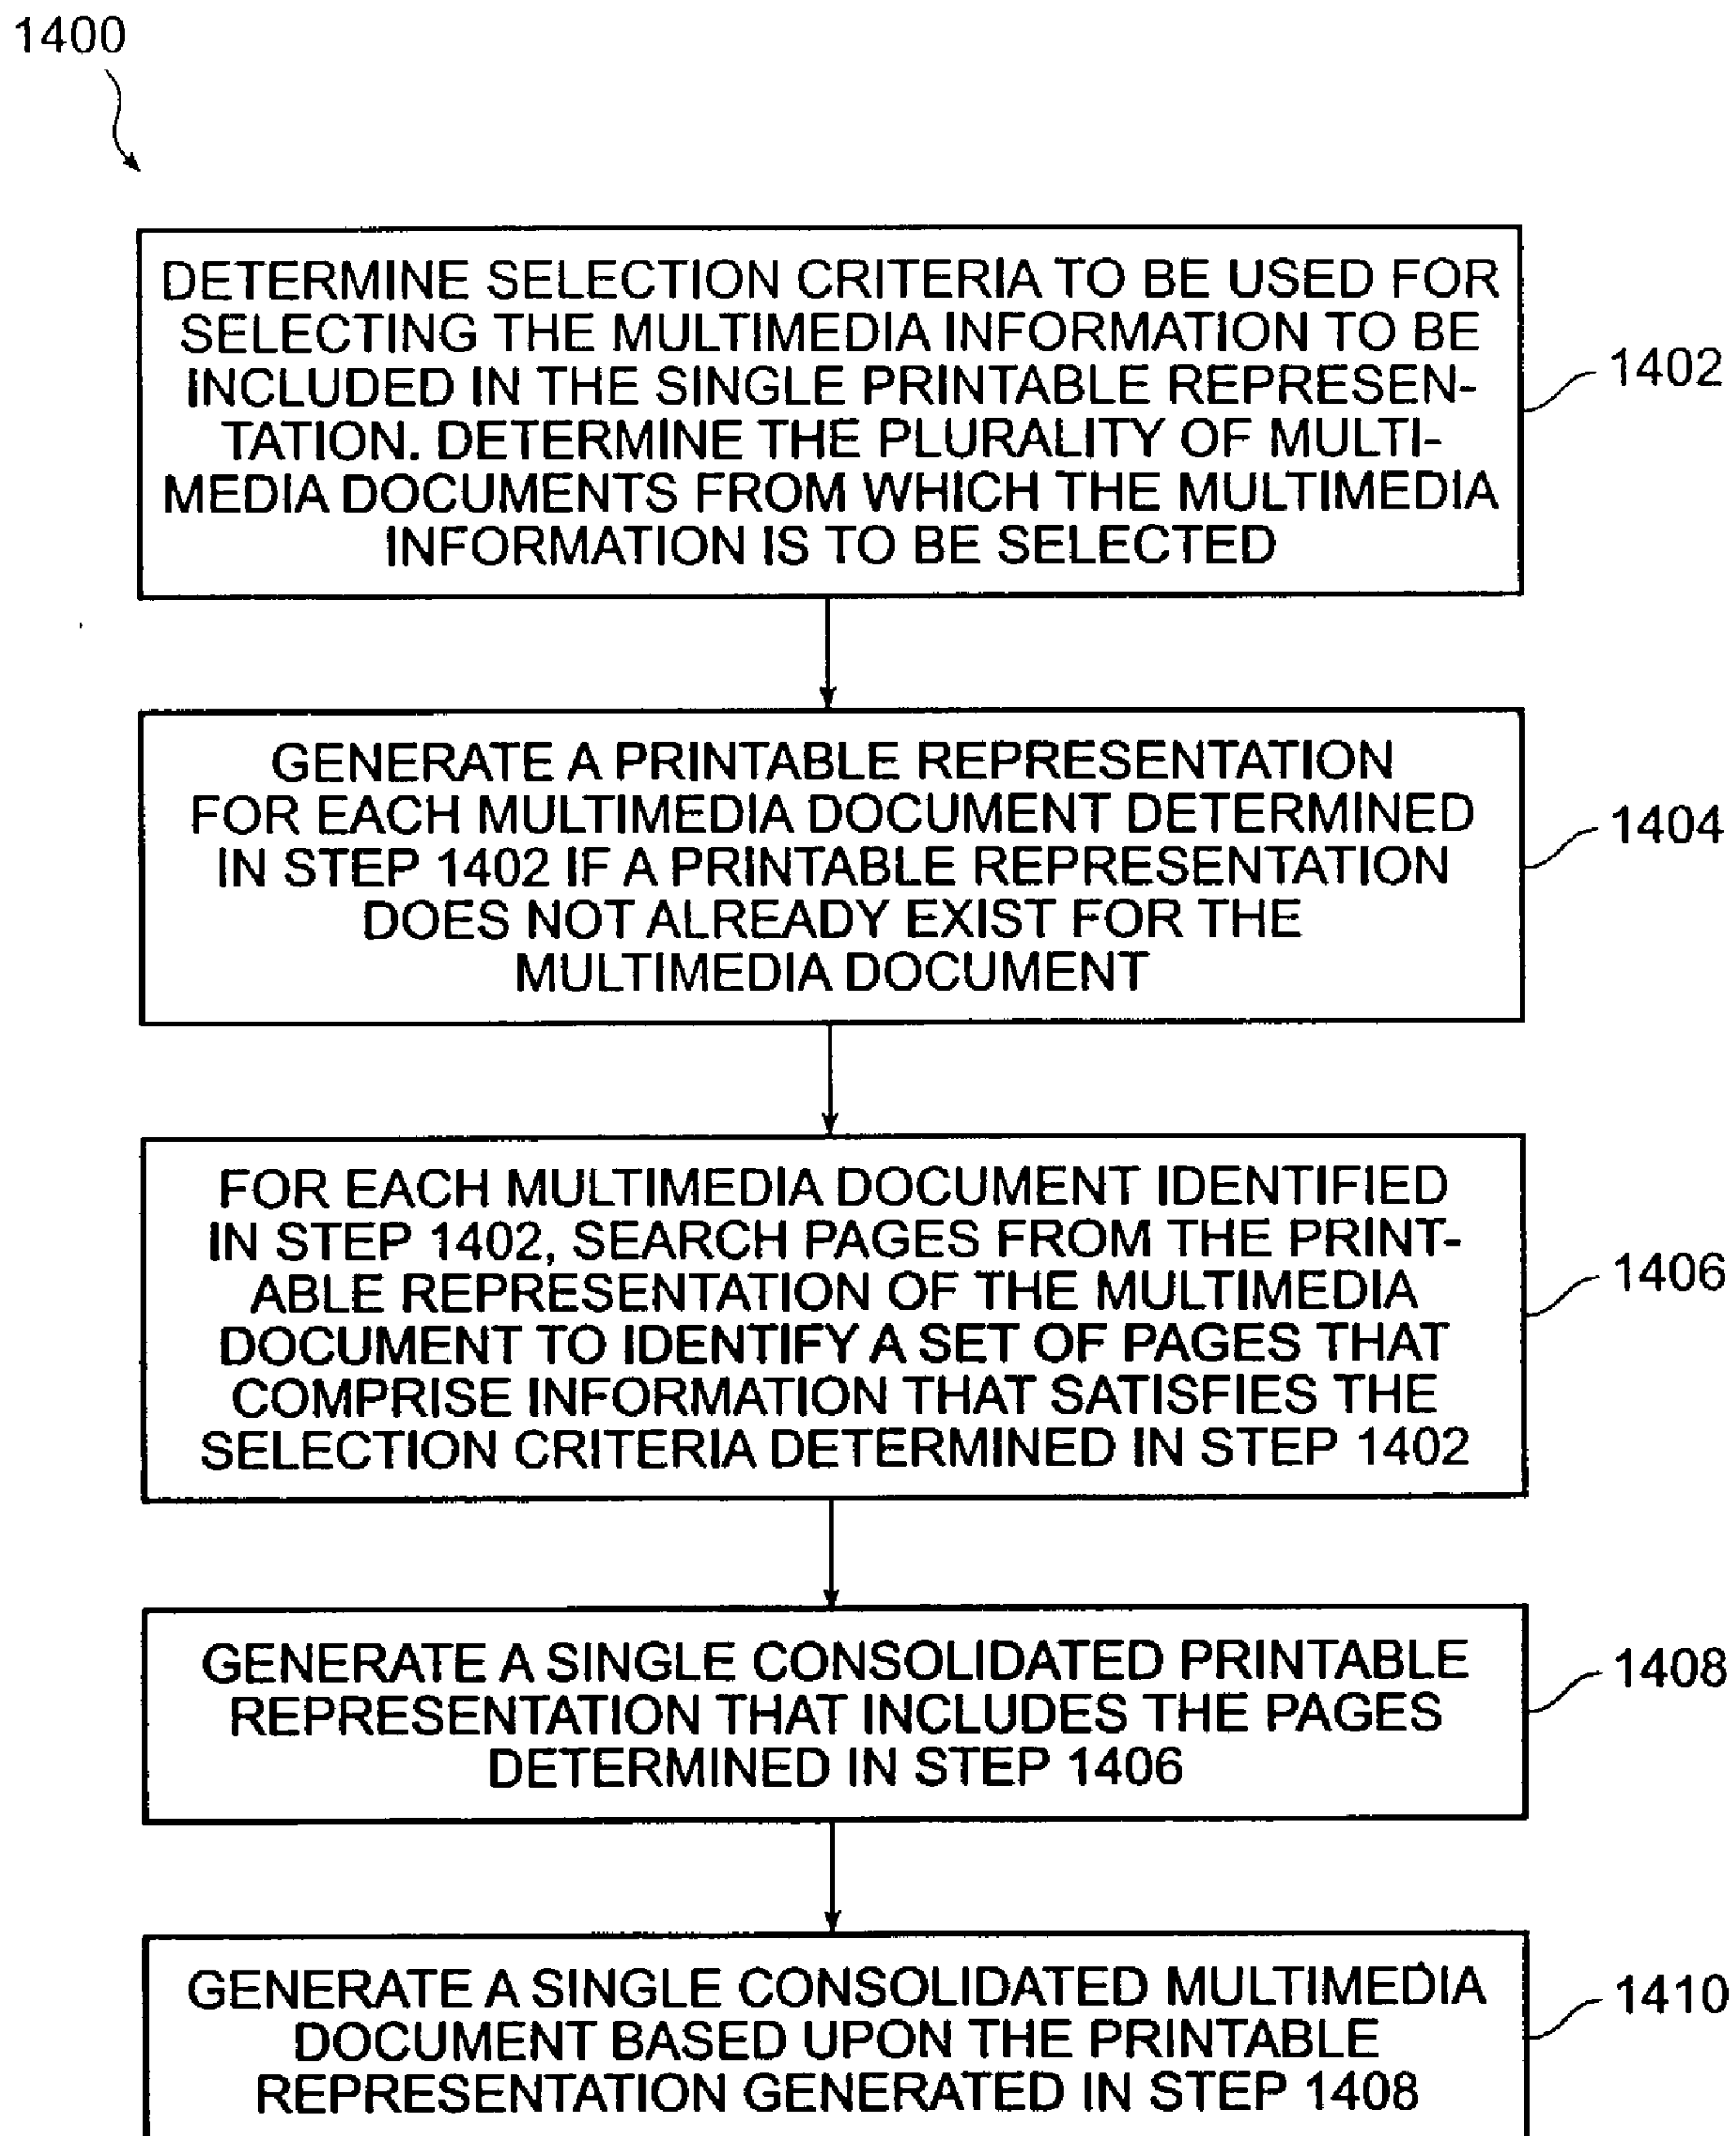 1400
DETERMINE SELECTION CRITERIA TO BE USED FOR
SELECTING THE MULTIMEDIA INFORMATION TO BE
INCLUDED IN THE SINGLE PRINTABLE REPRESEN-
TATION. DETERMINE THE PLURALITY OF MULTI-
MEDIA DOCUMENTS FROM WHICH THE MULTIMEDIA
INFORMATION IS TO BE SELECTED
1402
GENERATE A PRINTABLE REPRESENTATION
FOR EACH MULTIMEDIA DOCUMENT DETERMINED
IN STEP 1402 IF A PRINTABLE REPRESENTATION
DOES NOT ALREADY EXIST FOR THE
MULTIMEDIA DOCUMENT
1404
FOR EACH MULTIMEDIA DOCUMENT IDENTIFIED
IN STEP 1402, SEARCH PAGES FROM THE PRINT-
ABLE REPRESENTATION OF THE MULTIMEDIA
DOCUMENT TO IDENTIFY A SET OF PAGES THAT
COMPRISE INFORMATION THAT SATISFIES THE
SELECTION CRITERIA DETERMINED IN STEP 1402
1406
GENERATE A SINGLE CONSOLIDATED PRINTABLE
REPRESENTATION THAT INCLUDES THE PAGES
DETERMINED IN STEP 1406
1408
GENERATE A SINGLE CONSOLIDATED MULTIMEDIA
DOCUMENT BASED UPON THE PRINTABLE
REPRESENTATION GENERATED IN STEP 1408
1410